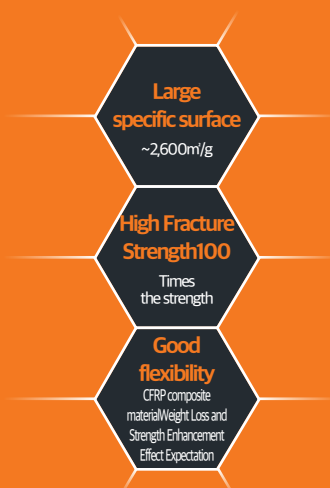 Large
specific surface
~2,600㎡/g
High Fracture
Strength100
Times
the strength
Good
flexibility
CFRP composite
materialWeight Loss and
Strength Enhancement
Effect Expectation